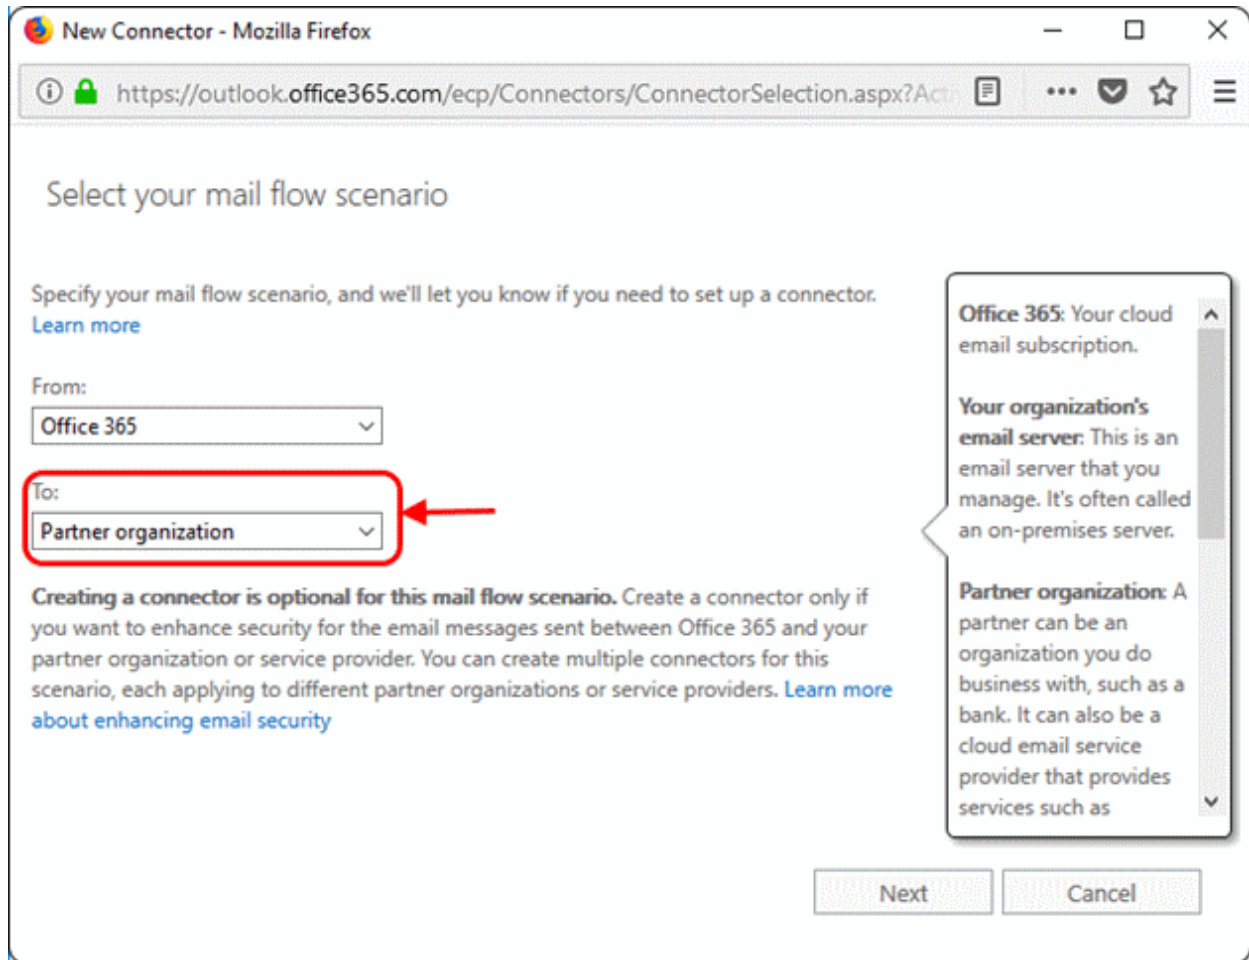 New Connector - Mozilla Firefox
https://outlook.office365.com/ecp/Connectors/ConnectorSelection.aspx?Acti
Select your mail flow scenario
Specify your mail flow scenario, and we'll let you know if you need to set up a connector.
Learn more
From:
Office 365
To:
Partner organization
Creating a connector is optional for this mail flow scenario. Create a connector only if
you want to enhance security for the email messages sent between Office 365 and your
partner organization or service provider. You can create multiple connectors for this
scenario, each applying to different partner organizations or service providers. Learn more
about enhancing email security
Office 365: Your cloud
email subscription.
Your organization's
email server: This is an
email server that you
manage. It's often called
an on-premises server.
Partner organization: A
partner can be an
organization you do
business with, such as a
bank. It can also be a
cloud email service
provider that provides
services such as
Next
Cancel